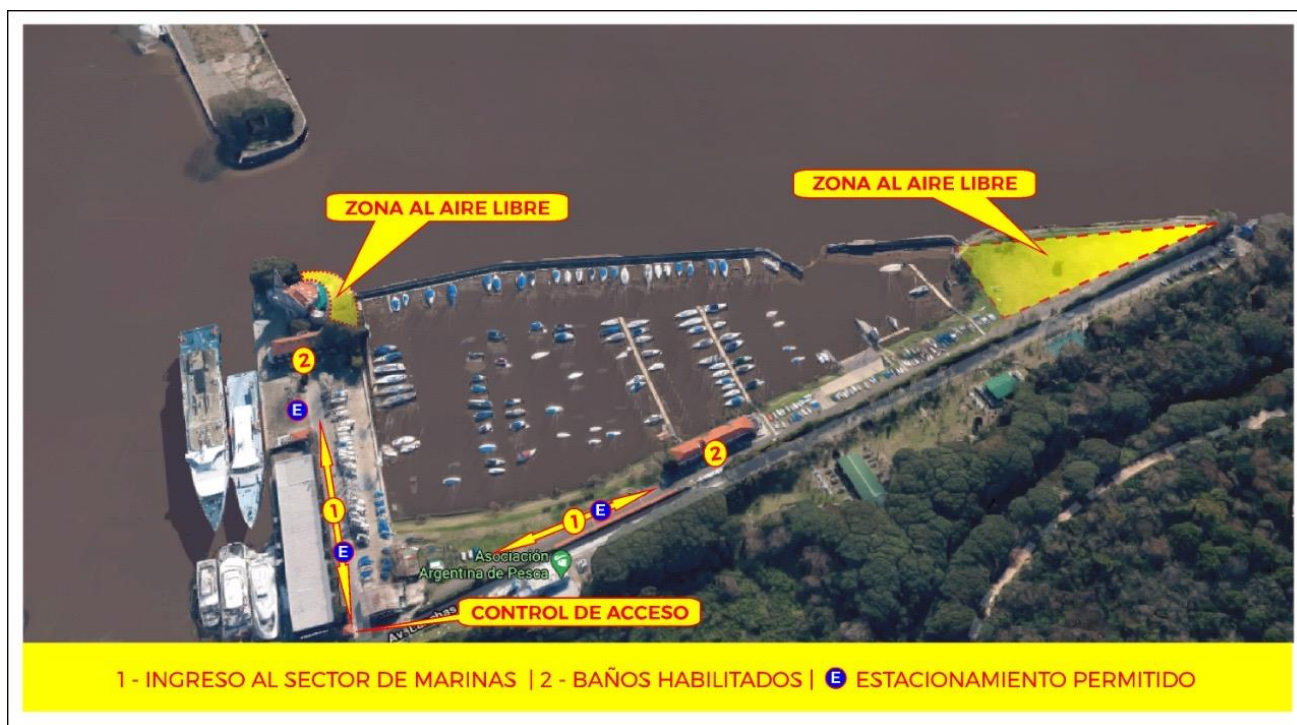 ZONA AL AIRE LIBRE
ZONA AL AIRE LIBRE
2
E
2
1
E
1
E
Asociación
Argentina de Pesca
Av.
CONTROL DE ACCESO
1 - INGRESO AL SECTOR DE MARINAS | 2 - BAÑOS HABILITADOS | E ESTACIONAMIENTO PERMITIDO